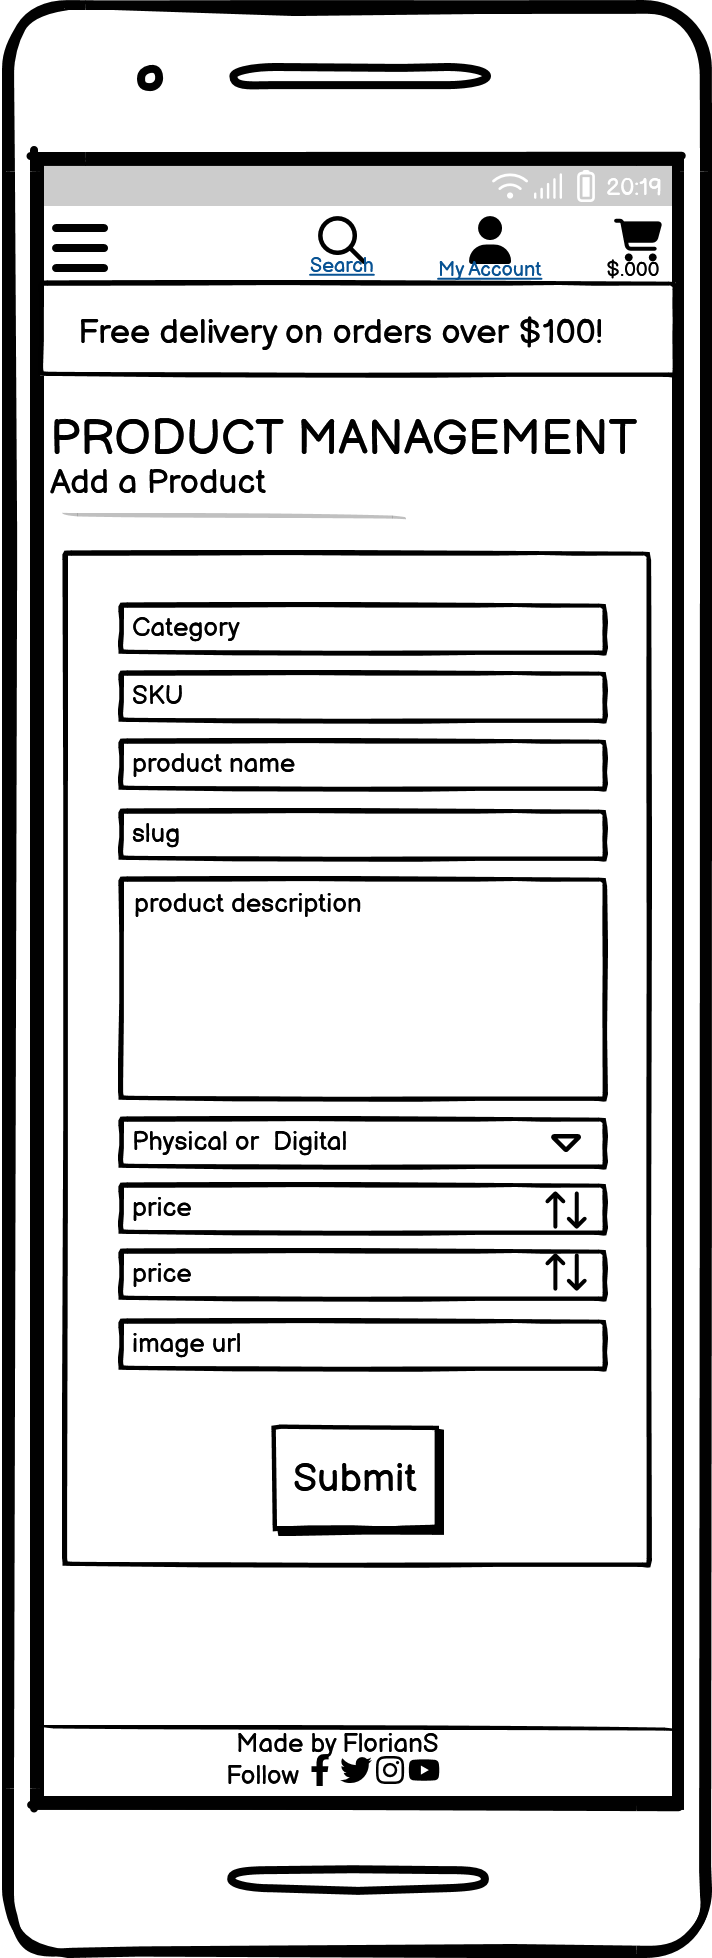 20:19
Search My Account $.000
Free delivery on orders over $100!
PRODUCT MANAGEMENT
Add a Product
Category
SKU
product name
slug
product description
Physical or  Digital
price
price
image url
Submit
Made by FlorianS
Follow